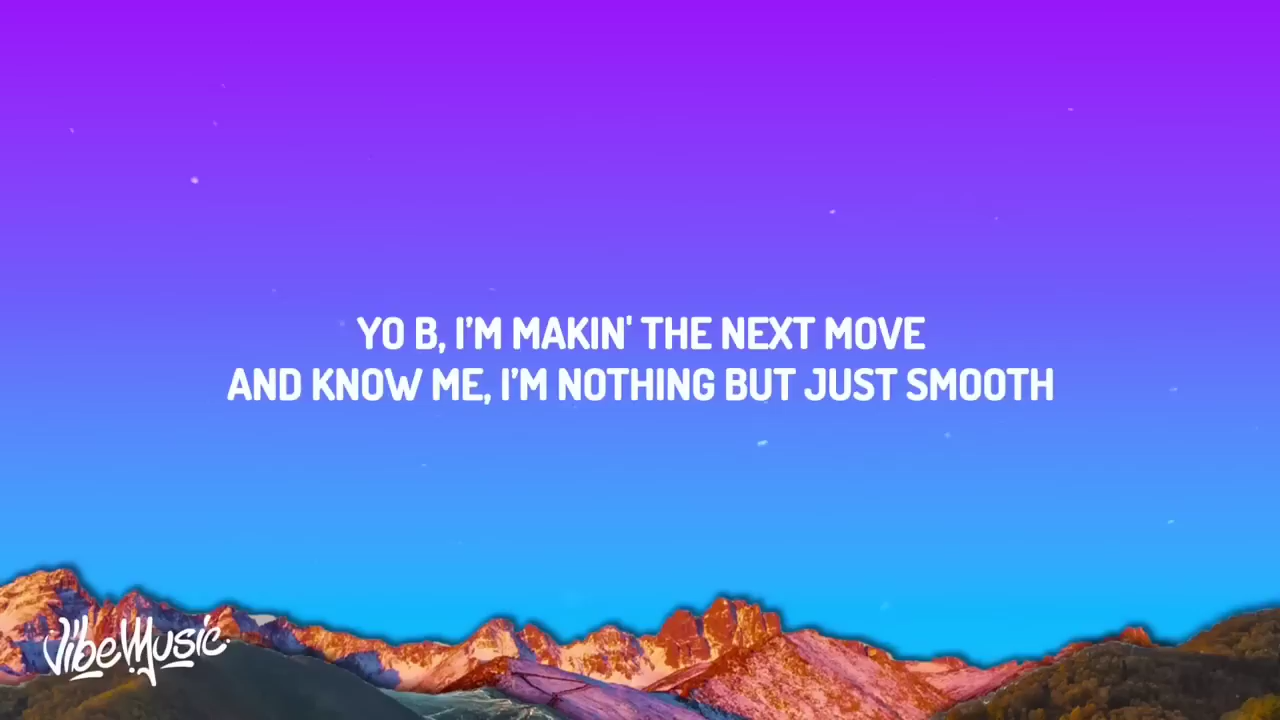 YO B, I’M MAKIN' THE NEXT MOVE
AND KNOW ME, I’M NOTHING BUT JUST SMOOTH
Vibe Music